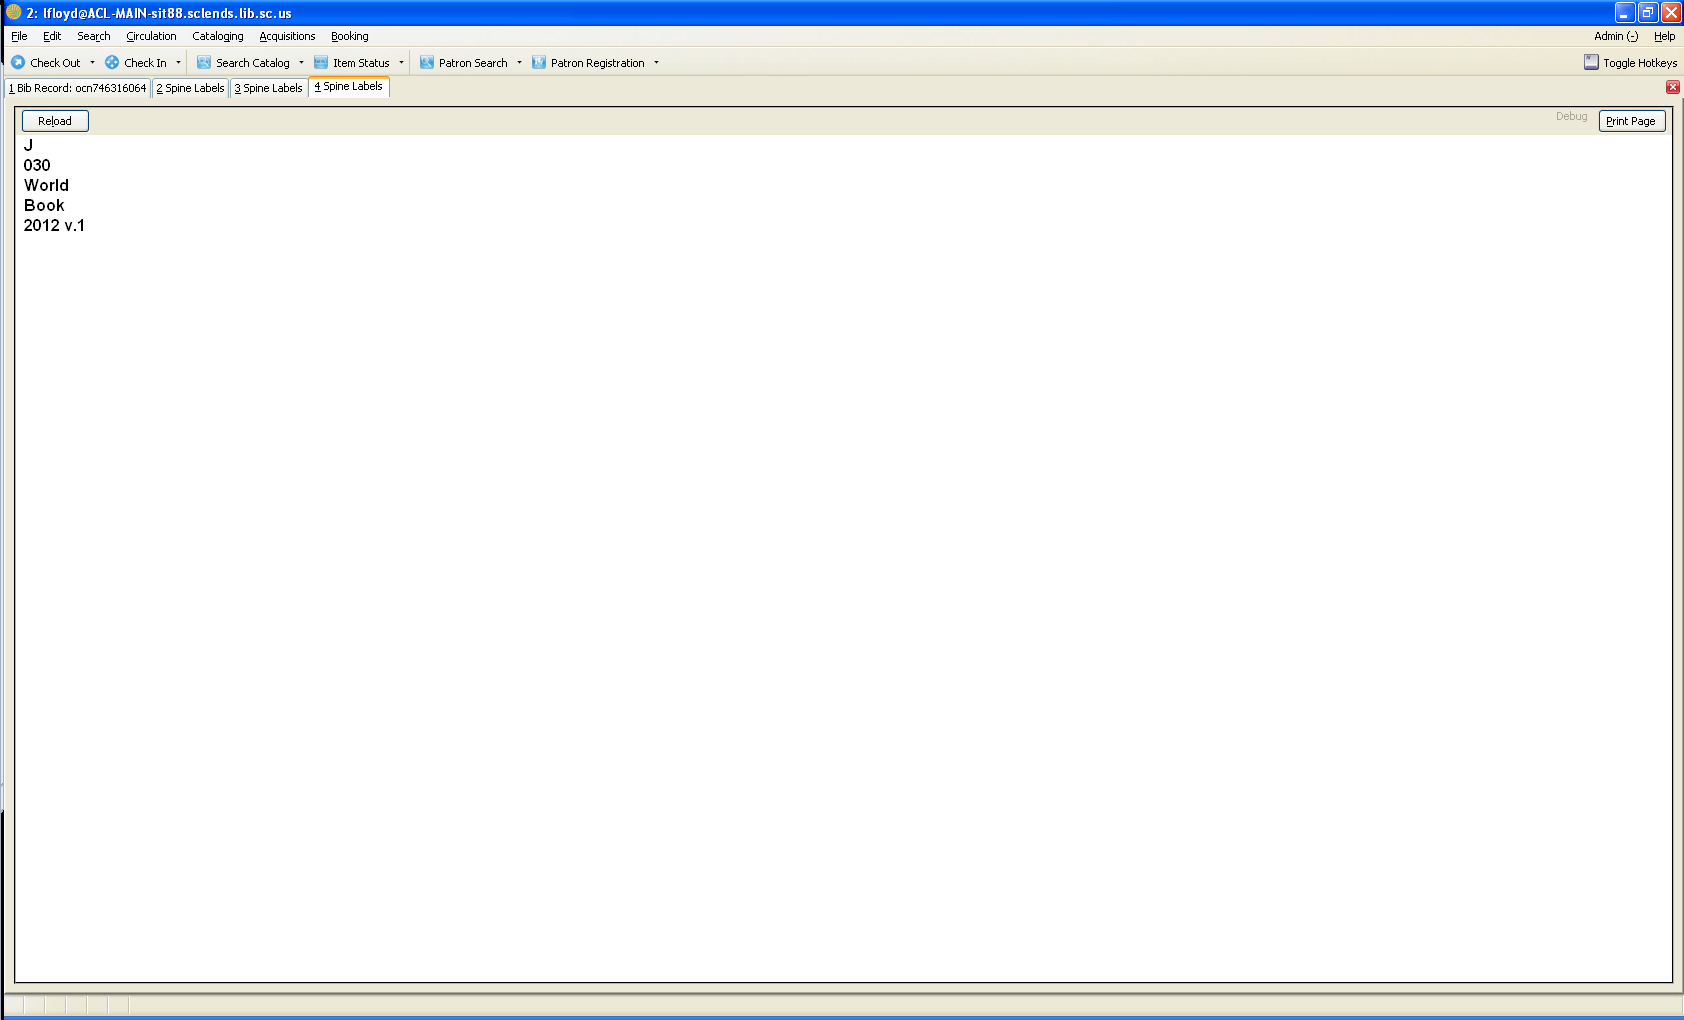 2: lfloyd@ACL-MAIN-sit88.sclends.lib.sc.us
File Edit Search Circulation Cataloging Acquisitions Booking Admin (-) Help
Check Out Check In Search Catalog Item Status Patron Search Patron Registration Toggle Hotkeys
1 Bib Record: ocn746316064 2 Spine Labels 3 Spine Labels 4 Spine Labels
Reload Debug Print Page
J
030
World
Book
2012 v.1